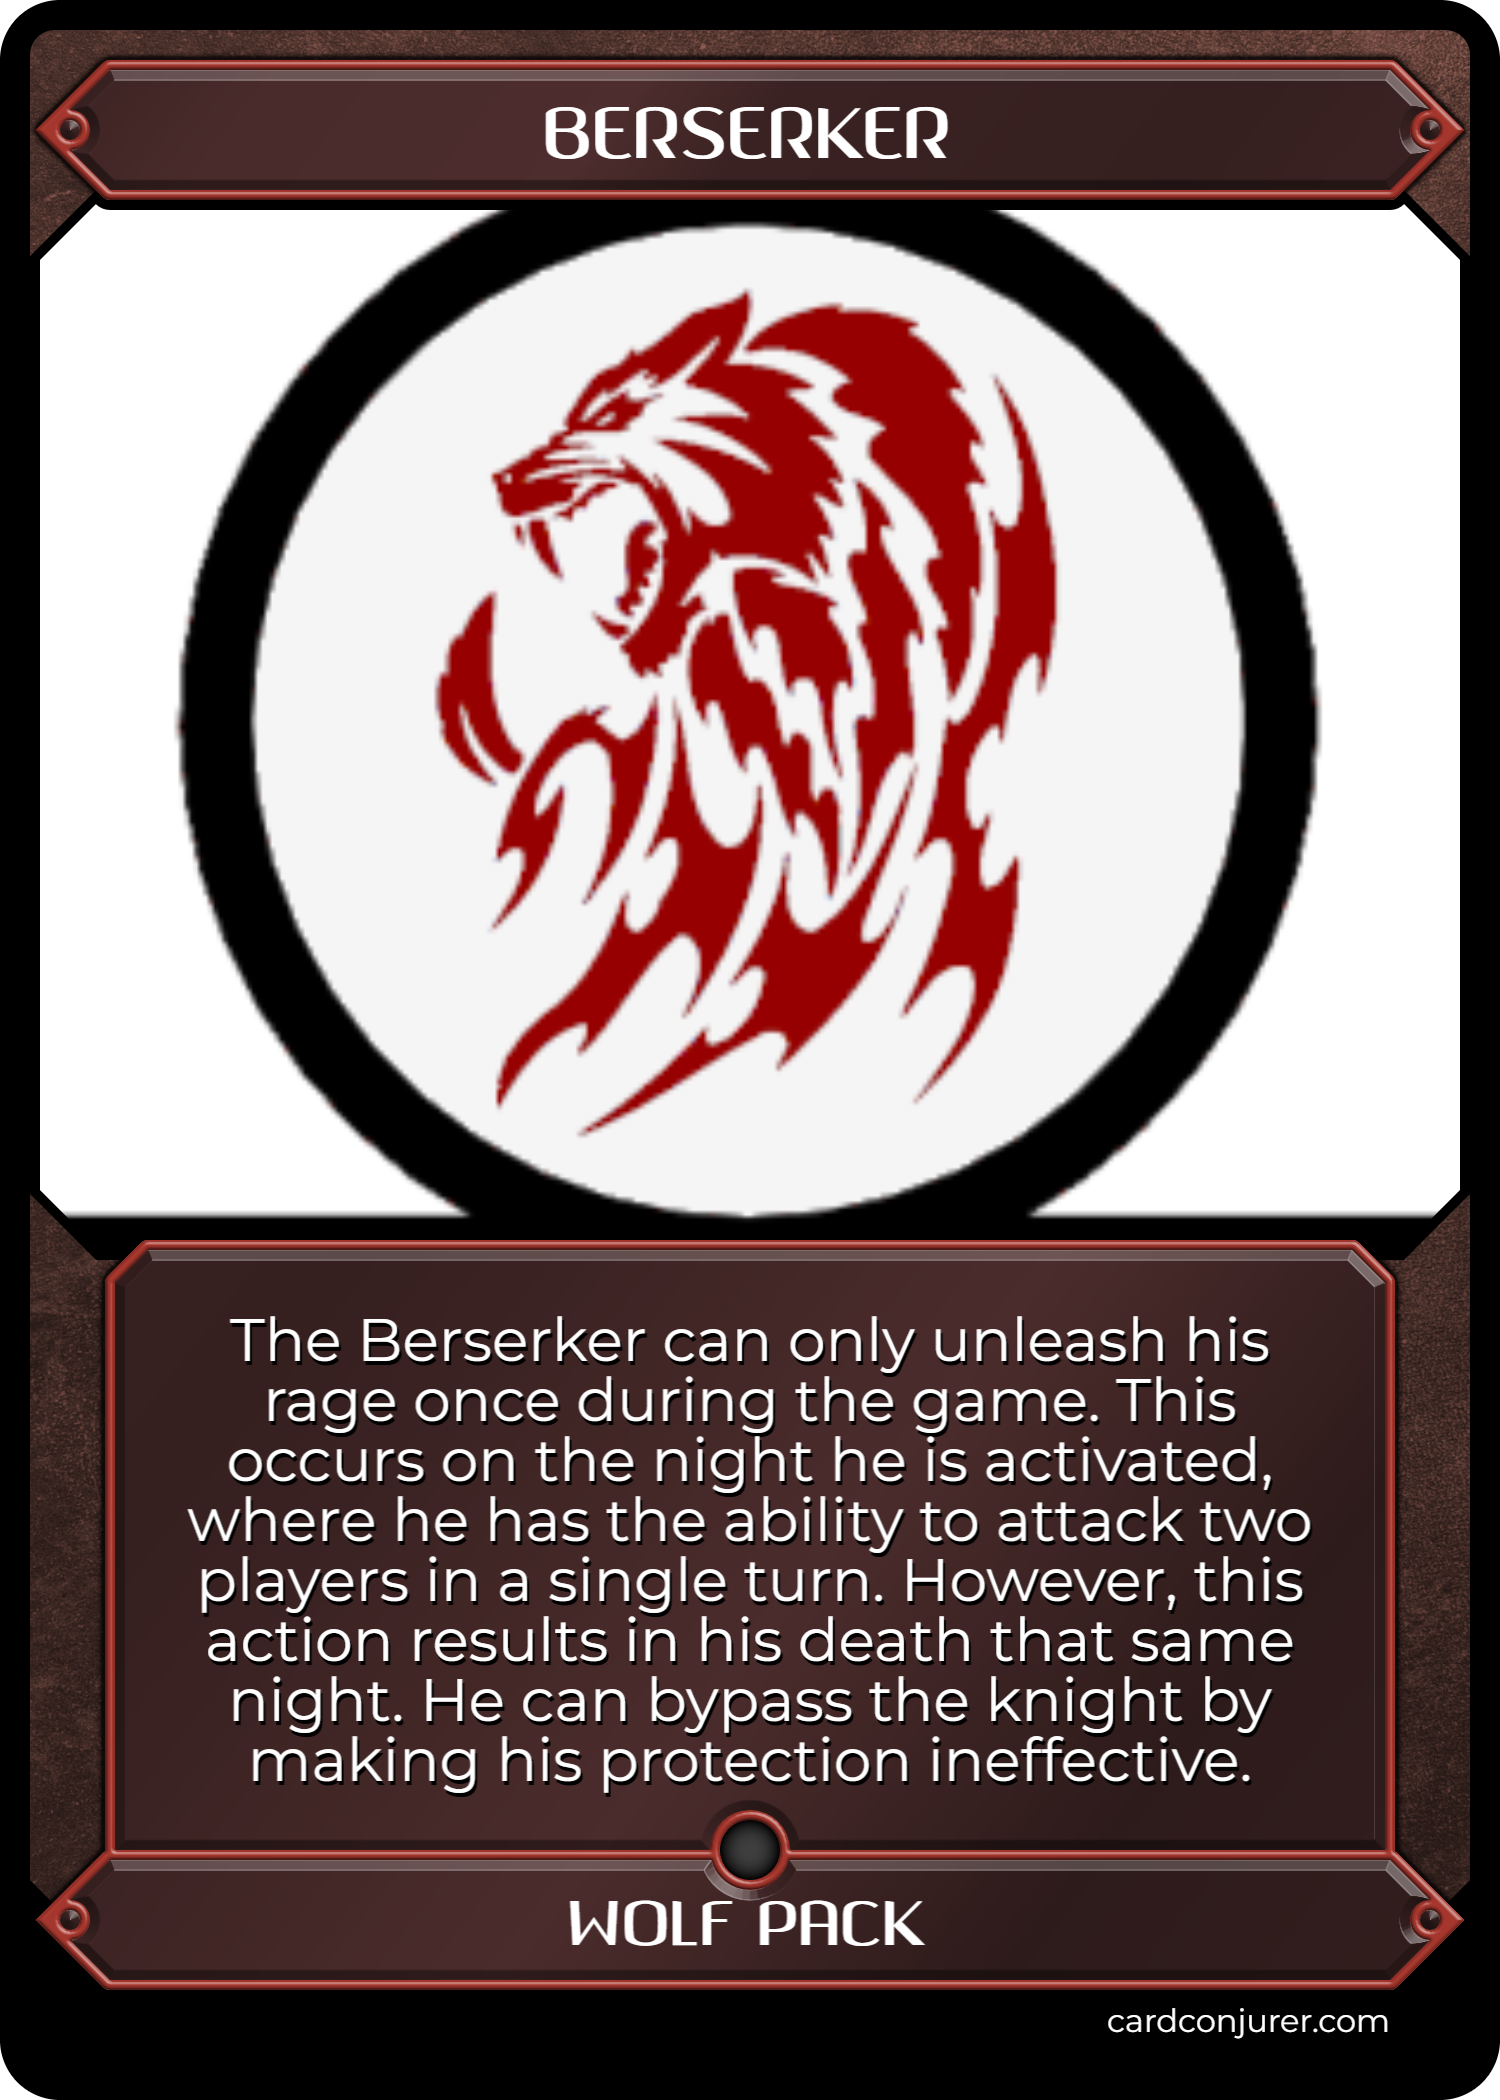 BERSERKER
The Berserker can only unleash his
rage once during the game. This
occurs on the night he is activated,
where he has the ability to attack two
players in a single turn. However, this
action results in his death that same
night. He can bypass the knight by
making his protection ineffective.
WOLF PACK
cardconjurer.com